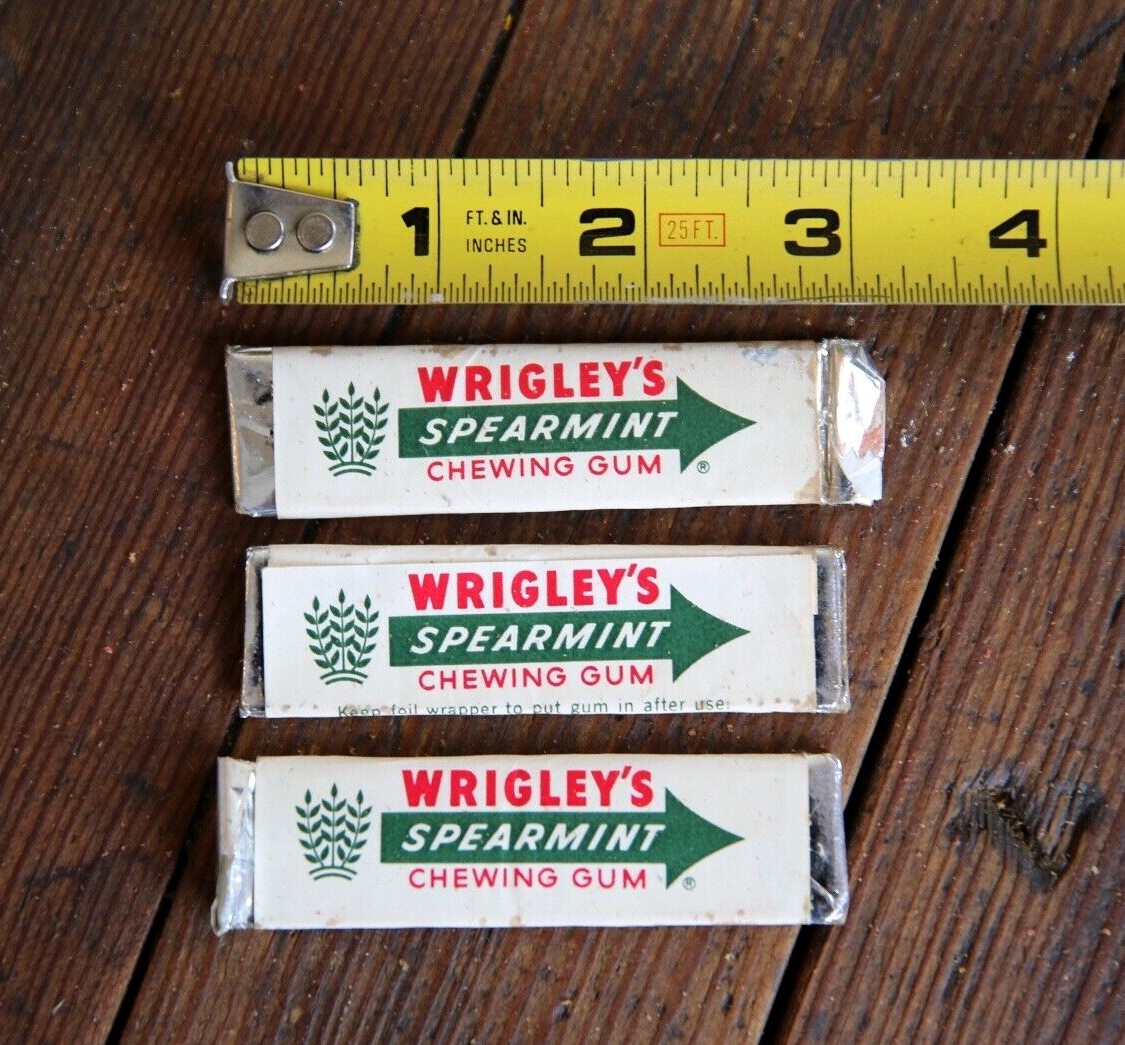 1 FT. & IN. INCHES 2 25 FT. 3 4
WRIGLEY'S
SPEARMINT
CHEWING GUM ®
WRIGLEY'S
SPEARMINT
CHEWING GUM
Keep foil wrapper to put gum in after use.
WRIGLEY'S
SPEARMINT
CHEWING GUM ®